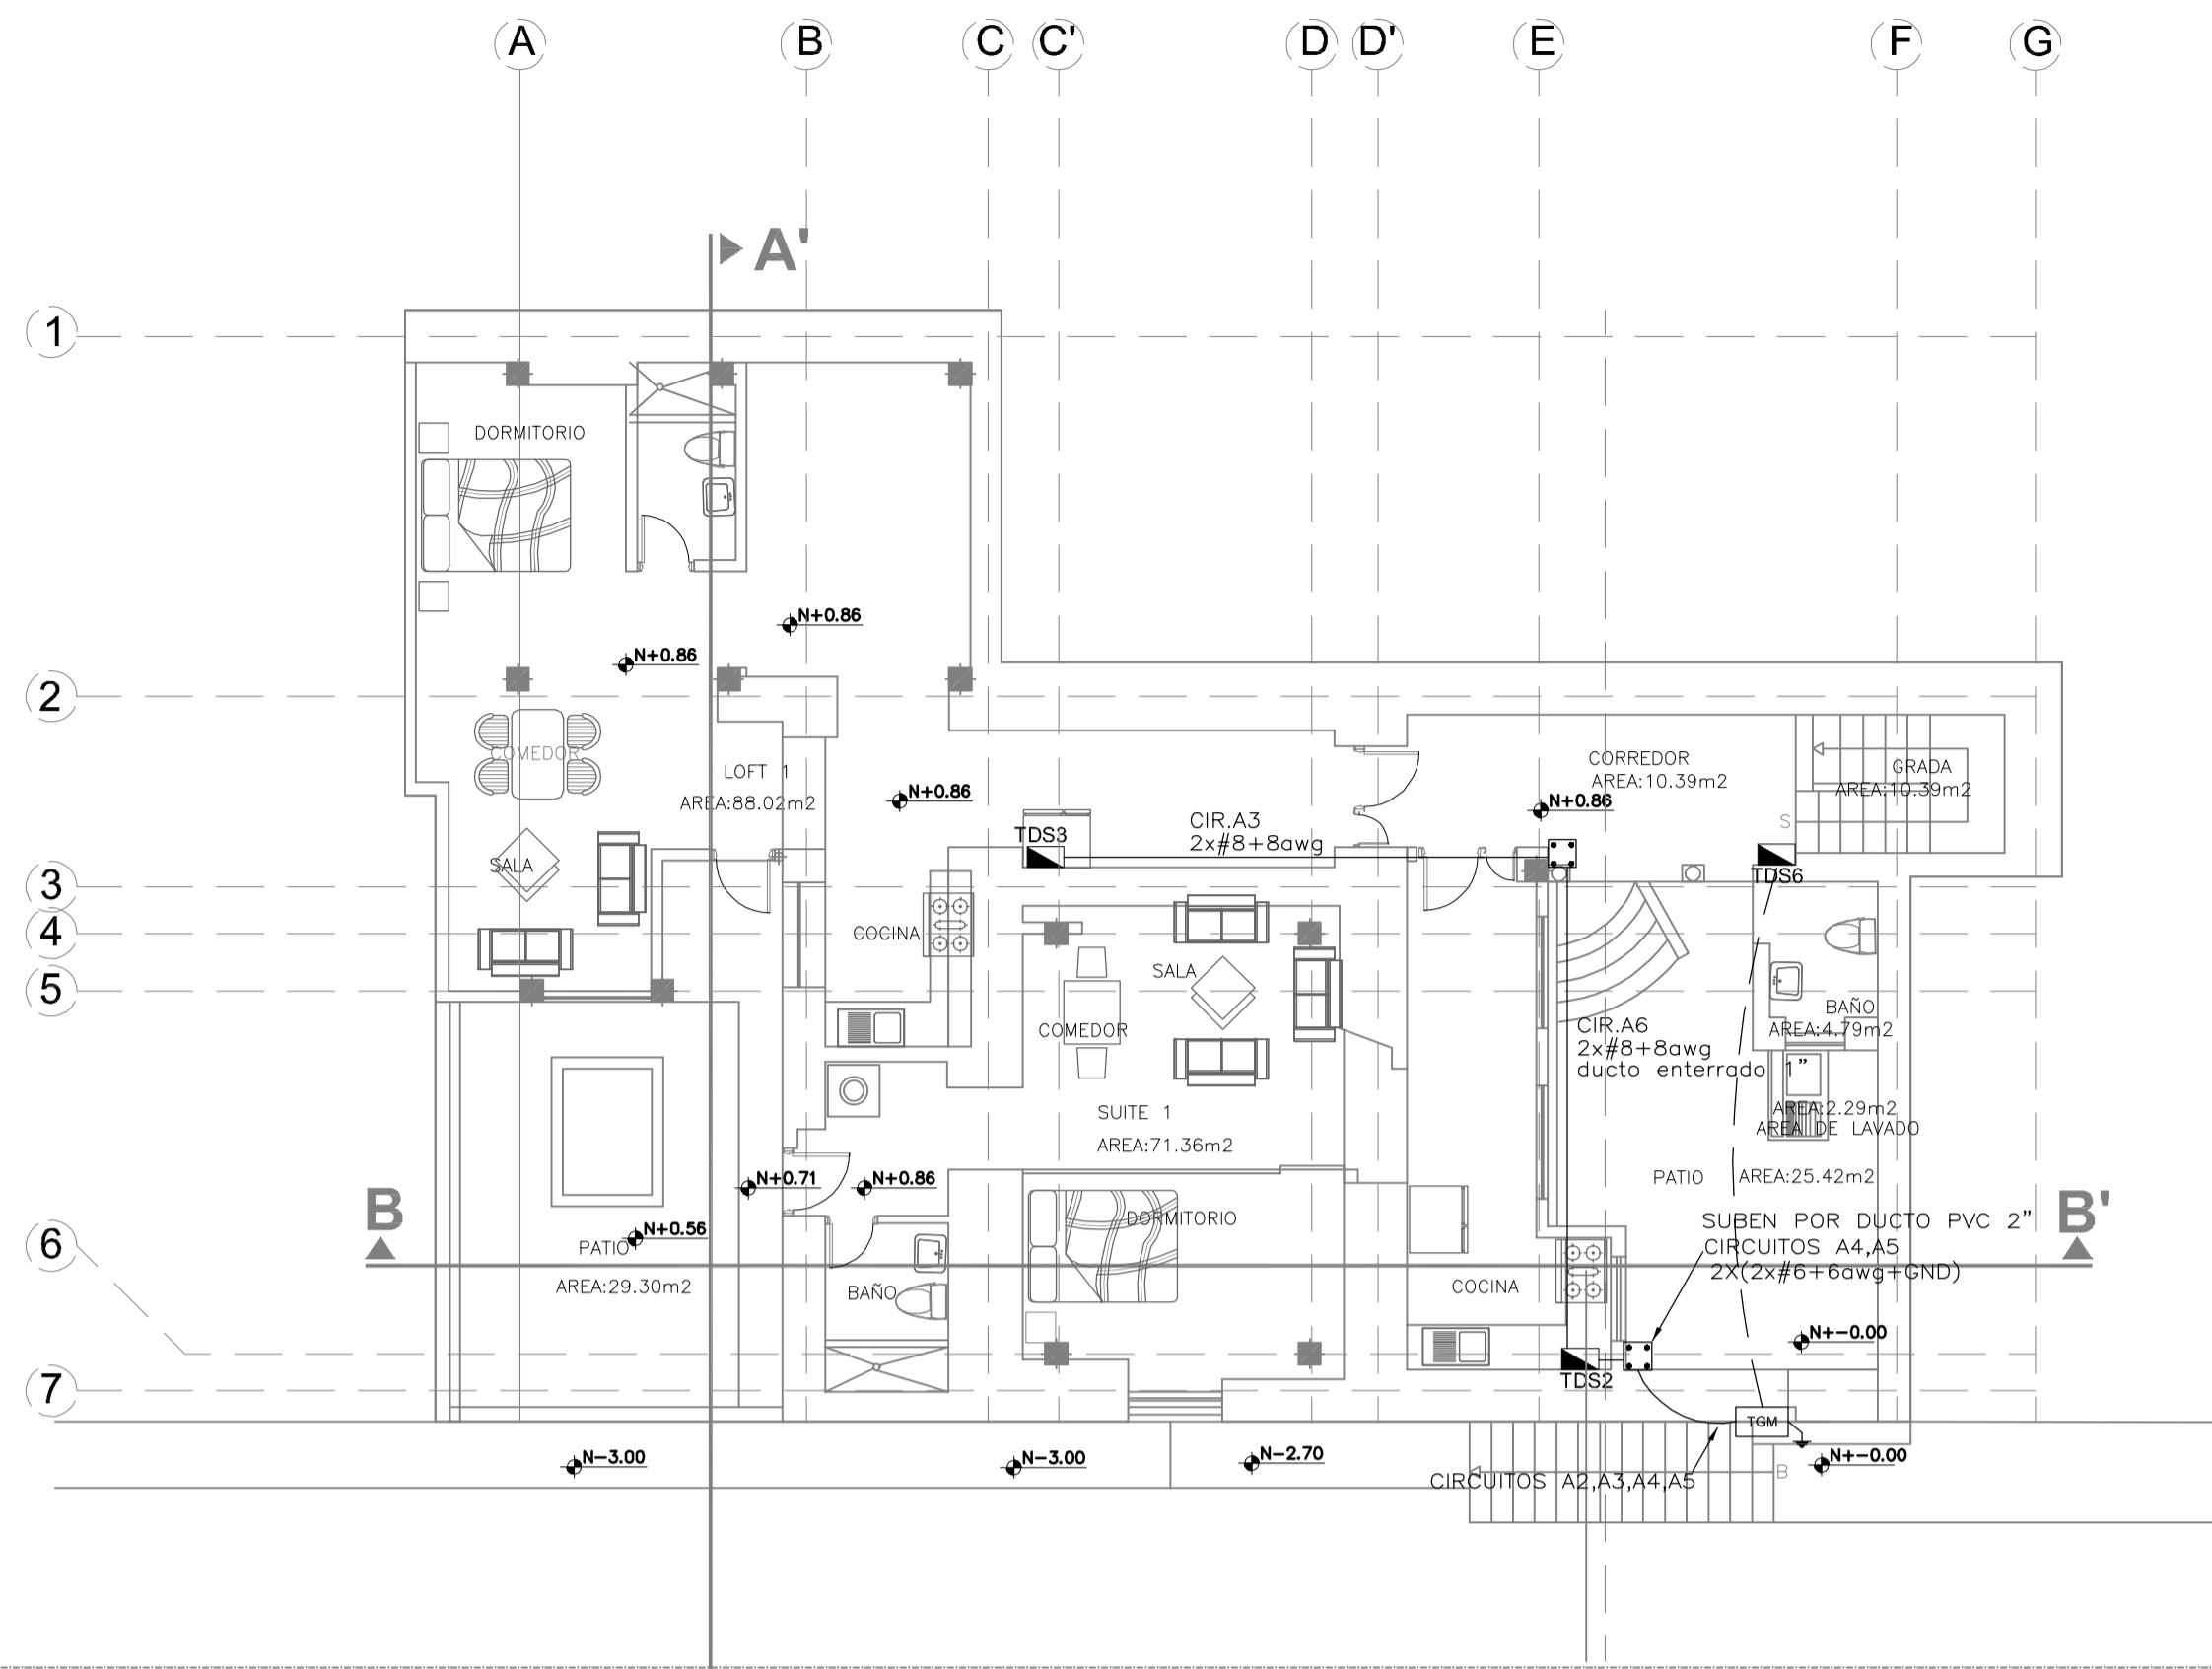 A B C C' D D' E F G
A'
1
DORMITORIO
N+0.86
N+0.86
2
COMEDOR
LOFT 1
AREA:88.02m2
N+0.86
CORREDOR
AREA:10.39m2
GRADA
AREA:10.39m2
N+0.86
S
CIR.A3
2x#8+8awg
TDS3
SALA
TDS6
3
4
COCINA
5
SALA
COMEDOR
BAÑO
AREA:4.79m2
CIR.A6
2x#8+8awg
ducto enterrado 1"
SUITE 1
AREA:71.36m2
AREA:2.29m2
AREA DE LAVADO
PATIO AREA:25.42m2
N+0.71
N+0.86
B
B'
DORMITORIO
SUBEN POR DUCTO PVC 2"
CIRCUITOS A4,A5
2X(2x#6+6awg+GND)
6
N+0.56
PATIO
AREA:29.30m2
BAÑO
COCINA
N+-0.00
7
TDS2
TGM
N-3.00
N-3.00
N-2.70
N+-0.00
CIRCUITOS A2,A3,A4,A5
B